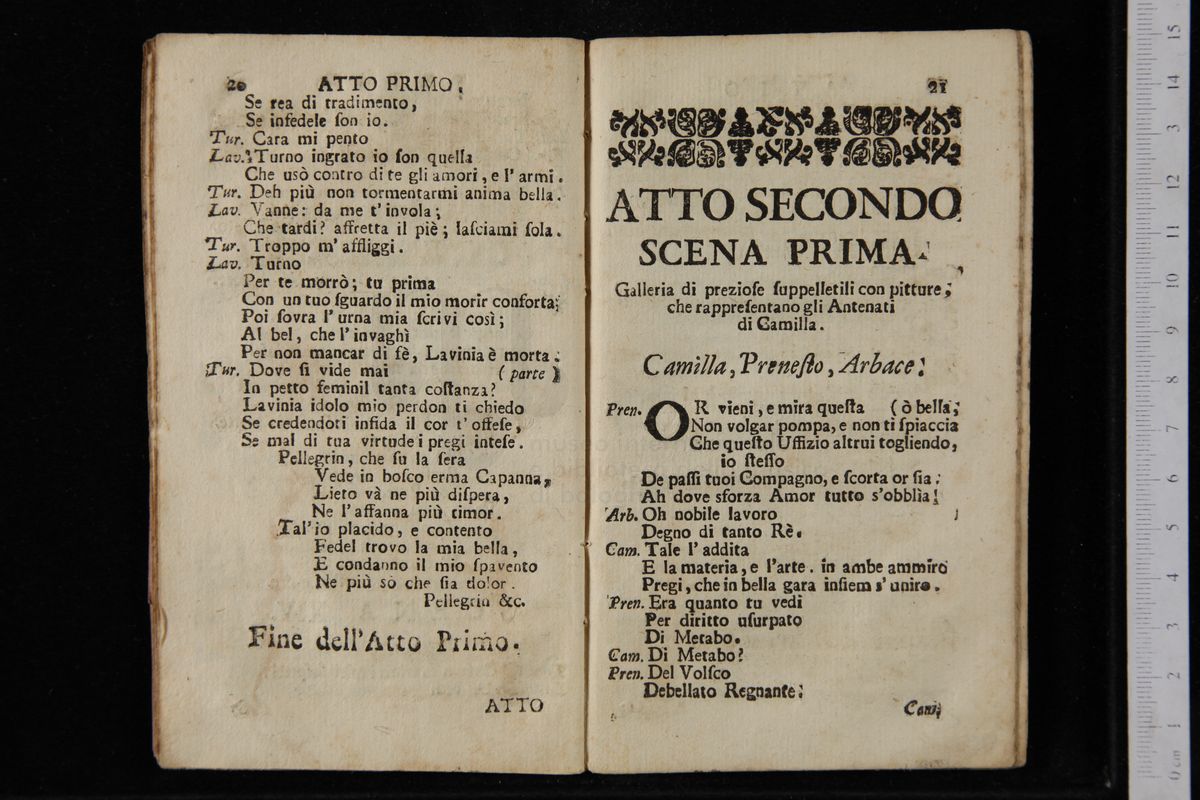 20 ATTO PRIMO.
Se rea di tradimento,
Se infedele ſon io.
Tur. Cara mi pento
Lav. Turno ingrato io ſon quella
Che usò contro di te gli amori, e l' armi.
Tur. Deh più non tormentarmi anima bella.
Lav. Vanne: da me t' invola;
Che tardi? affretta il piè; laſciami ſola.
Tur. Troppo m' affliggi.
Lav. Turno
Per te morrò; tu prima
Con un tuo ſguardo il mio morir conforta;
Poi ſovra l' urna mia ſcrivi così;
Al bel, che l' invaghì
Per non mancar di fè, Lavinia è morta.
Tur. Dove ſi vide mai (parte)
In petto feminil tanta coſtanza?
Lavinia idolo mio perdon ti chiedo
Se credendoti infida il cor t' offeſe,
Se mal di tua virtude i pregi inteſe.
Pellegrin, che ſu la ſera
Vede in boſco erma Capanna,
Lieto và ne più diſpera,
Ne l' affanna più timor.
Tal' io placido, e contento
Fedel trovo la mia bella,
E condanno il mio ſpavento
Ne più sò che ſia dolor.
Pellegrin &c.
Fine dell'Atto Primo.
ATTO
21
ATTO SECONDO
SCENA PRIMA.
Galleria di prezioſe ſuppelletili con pitture,
che rappreſentano gli Antenati
di Camilla.
Camilla, Preneſto, Arbace.
Pren. OR vieni, e mira queſta (ò bella,
Non volgar pompa, e non ti ſpiaccia
Che queſto Uffizio altrui togliendo,
io ſteſſo
De paſſi tuoi Compagno, e ſcorta or ſia:
Ah dove sforza Amor tutto s'obblia!
Arb. Oh nobile lavoro )
Degno di tanto Rè.
Cam. Tale l' addita
E la materia, e l'arte. in ambe ammiro
Pregi, che in bella gara inſiem s' uniro.
Pren. Era quanto tu vedi
Per diritto uſurpato
Di Metabo.
Cam. Di Metabo?
Pren. Del Volſco
Debellato Regnante.
Cam.